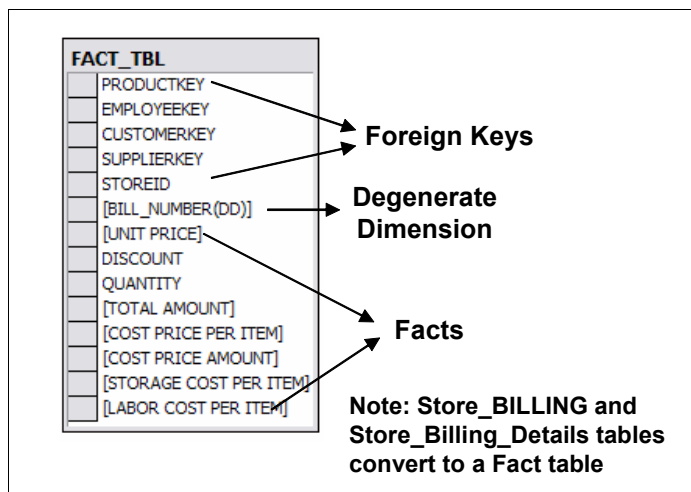 FACT_TBL
PRODUCTKEY
EMPLOYEEKEY
CUSTOMERKEY
SUPPLIERKEY
STOREID
[BILL_NUMBER(DD)]
[UNIT PRICE]
DISCOUNT
QUANTITY
[TOTAL AMOUNT]
[COST PRICE PER ITEM]
[COST PRICE AMOUNT]
[STORAGE COST PER ITEM]
[LABOR COST PER ITEM]
Foreign Keys
Degenerate
Dimension
Facts
Note: Store_BILLING and
Store_Billing_Details tables
convert to a Fact table